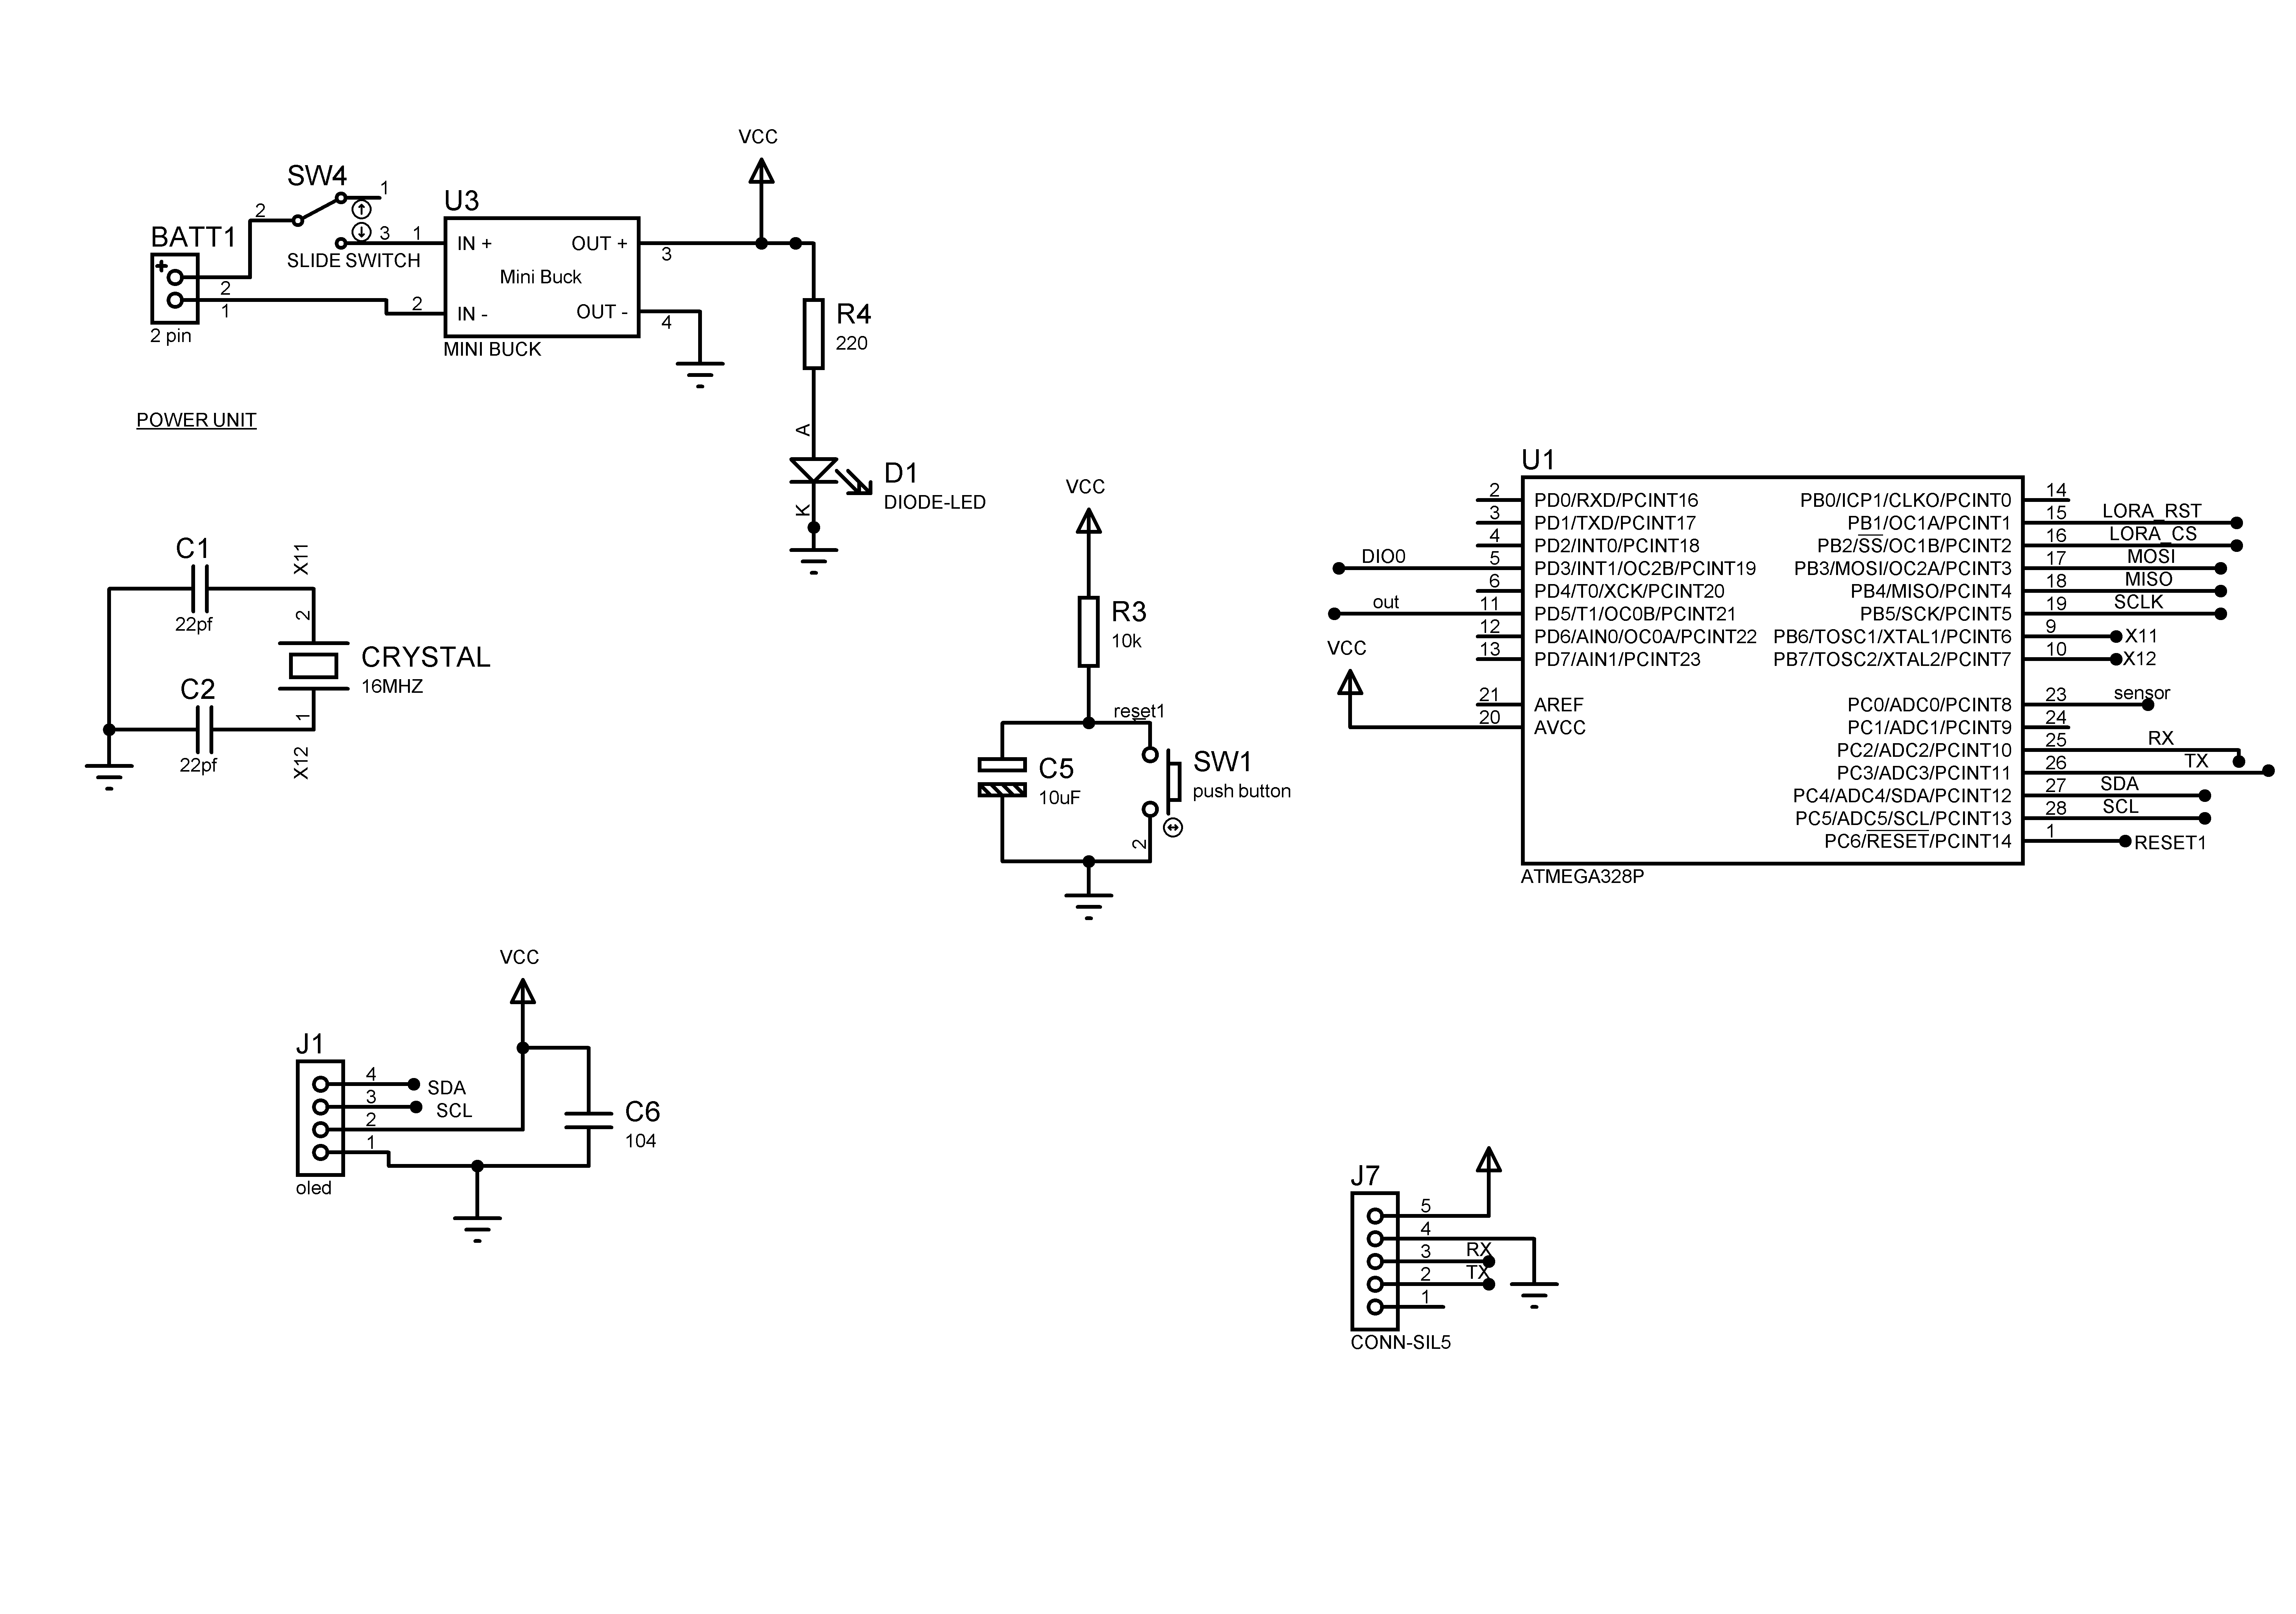 VCC
SW4
1
2
3
SLIDE SWITCH
BATT1
+
2
1
2 pin
U3
1
IN +
OUT +
3
Mini Buck
2
IN -
OUT -
4
MINI BUCK
R4
220
POWER UNIT
A
D1
DIODE-LED
K
C1
22pf
X11
2
CRYSTAL
16MHZ
C2
22pf
1
X12
VCC
R3
10k
reset1
C5
10uF
SW1
push button
2
U1
2 PD0/RXD/PCINT16 PB0/ICP1/CLKO/PCINT0 14
3 PD1/TXD/PCINT17 PB1/OC1A/PCINT1 15 LORA_RST
4 PD2/INT0/PCINT18 PB2/SS/OC1B/PCINT2 16 LORA_CS
DIO0 5 PD3/INT1/OC2B/PCINT19 PB3/MOSI/OC2A/PCINT3 17 MOSI
6 PD4/T0/XCK/PCINT20 PB4/MISO/PCINT4 18 MISO
out 11 PD5/T1/OC0B/PCINT21 PB5/SCK/PCINT5 19 SCLK
12 PD6/AIN0/OC0A/PCINT22 PB6/TOSC1/XTAL1/PCINT6 9 X11
13 PD7/AIN1/PCINT23 PB7/TOSC2/XTAL2/PCINT7 10 X12
VCC
21 AREF PC0/ADC0/PCINT8 23 sensor
20 AVCC PC1/ADC1/PCINT9 24
PC2/ADC2/PCINT10 25 RX
PC3/ADC3/PCINT11 26 TX
PC4/ADC4/SDA/PCINT12 27 SDA
PC5/ADC5/SCL/PCINT13 28 SCL
PC6/RESET/PCINT14 1 RESET1
ATMEGA328P
VCC
J1
4 SDA
3 SCL
2
1
oled
C6
104
J7
5
4
3 RX
2 TX
1
CONN-SIL5